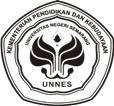 KEMENTERIAN PENDIDIKAN DAN KEBUDAYAAN
UNIVERSITAS NEGERI SEMARANG
UNNES